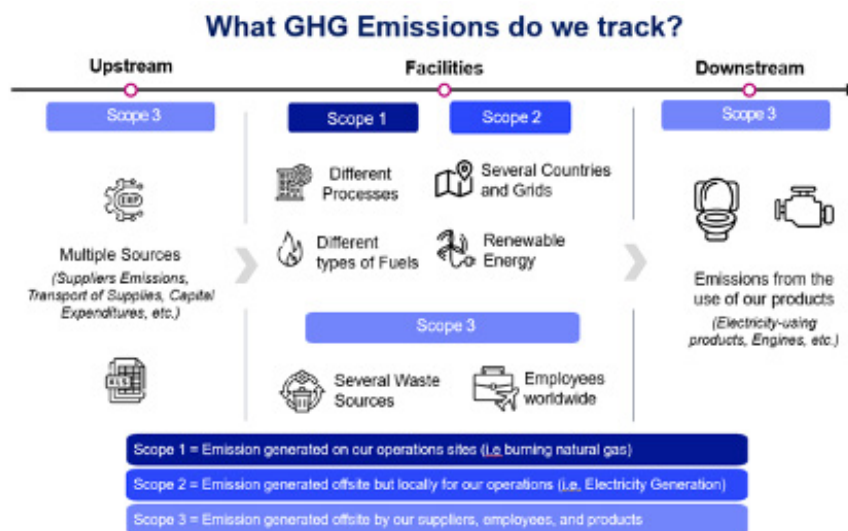 What GHG Emissions do we track?
Upstream
Facilities
Downstream
Scope 3
Scope 1
Scope 2
Scope 3
ERP
Multiple Sources
(Suppliers Emissions,
Transport of Supplies, Capital
Expenditures, etc.)
XLS
Different
Processes
Several Countries
and Grids
Different
types of Fuels
Renewable
Energy
Scope 3
Several Waste
Sources
Employees
worldwide
Emissions from the
use of our products
(Electricity-using
products, Engines, etc.)
Scope 1 = Emission generated on our operations sites (i.e burning natural gas)
Scope 2 = Emission generated offsite but locally for our operations (i.e. Electricity Generation)
Scope 3 = Emission generated offsite by our suppliers, employees, and products